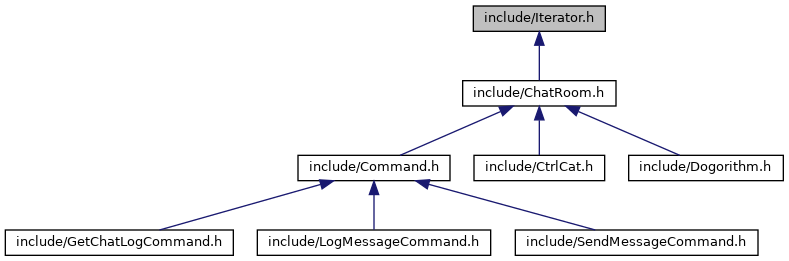 include/Iterator.h
include/ChatRoom.h
include/Command.h
include/CtrlCat.h
include/Dogorithm.h
include/GetChatLogCommand.h
include/LogMessageCommand.h
include/SendMessageCommand.h